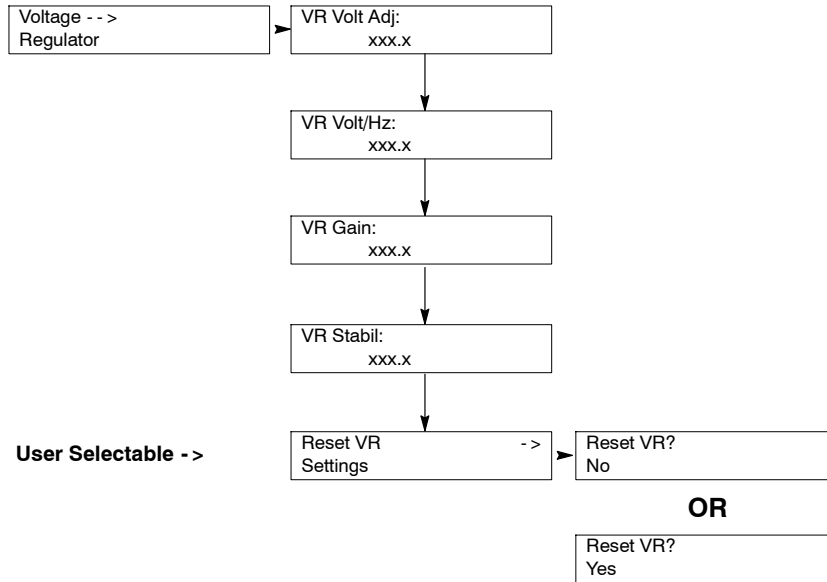 Voltage - - >
Regulator
VR Volt Adj:
xxx.x
VR Volt/Hz:
xxx.x
VR Gain:
xxx.x
VR Stabil:
xxx.x
User Selectable - >
Reset VR - >
Settings
Reset VR?
No
OR
Reset VR?
Yes